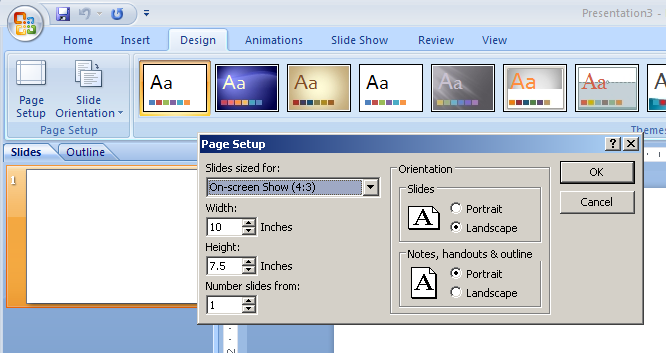 Presentation3 -
Home Insert Design Animations Slide Show Review View
Aa Aa Aa Aa Aa Aa Aa
Page Setup
Slide Orientation
Page Setup
Themes
Slides Outline
1
Page Setup
Slides sized for:
On-screen Show (4:3)
Width:
10 Inches
Height:
7.5 Inches
Number slides from:
1
Orientation
Slides
A
Portrait
Landscape
Notes, handouts & outline
A
Portrait
Landscape
OK
Cancel
2